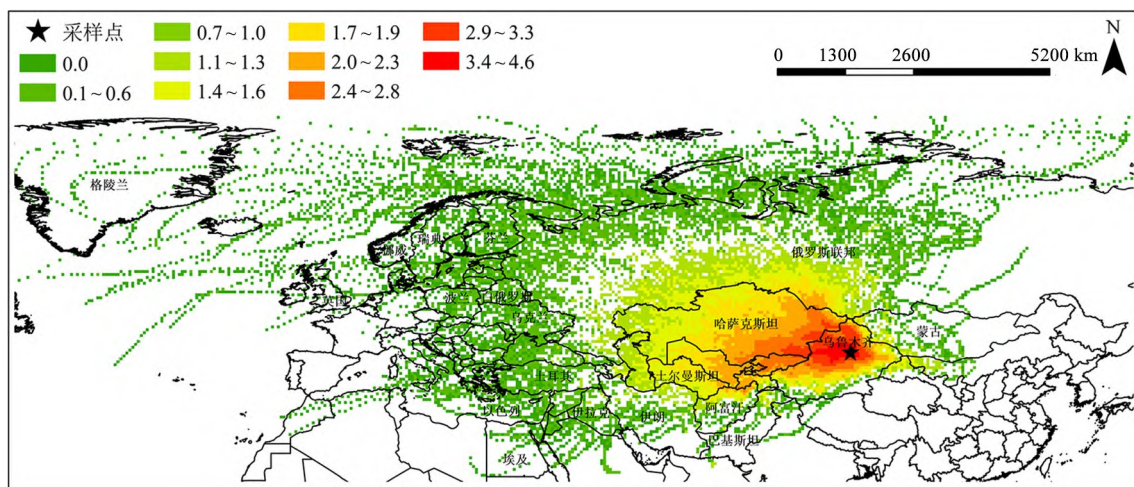 ★ 采样点
0.0
0.1~0.6
0.7~1.0
1.1~1.3
1.4~1.6
1.7~1.9
2.0~2.3
2.4~2.8
2.9~3.3
3.4~4.6
0 1300 2600 5200 km
N
格陵兰
挪威
瑞典
芬兰
俄罗斯联邦
英国
波兰
白俄罗斯
乌克兰
哈萨克斯坦
乌鲁木齐
蒙古
土耳其
土尔曼斯坦
以色列
伊拉克
伊朗
阿富汗
巴基斯坦
埃及